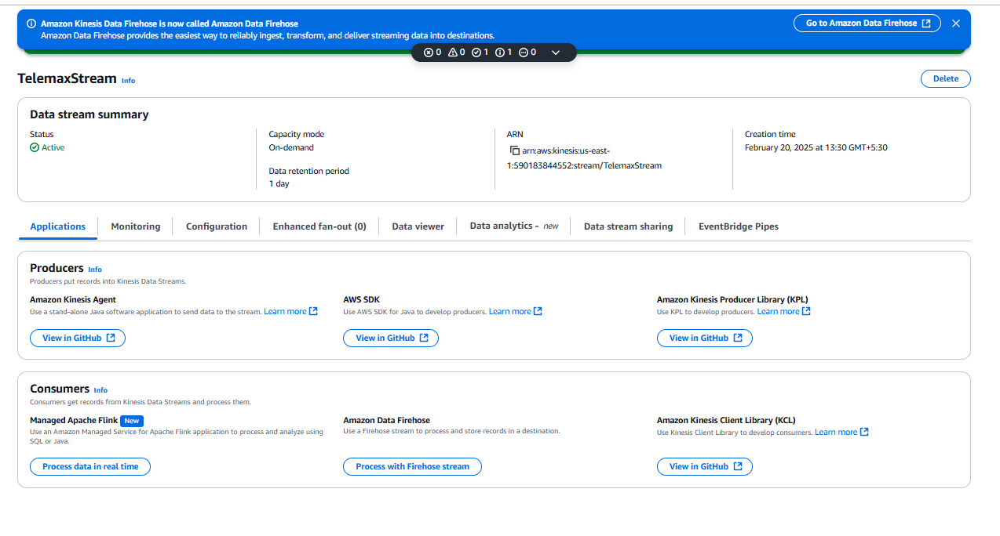 Amazon Kinesis Data Firehose is now called Amazon Data Firehose
Amazon Data Firehose provides the easiest way to reliably ingest, transform, and deliver streaming data into destinations.
Go to Amazon Data Firehose
0 0 1 1 0
TelemaxStream Info
Delete
Data stream summary
Status
Active
Capacity mode
On-demand
Data retention period
1 day
ARN
arn:aws:kinesis:us-east-
1:590183844552:stream/TelemaxStream
Creation time
February 20, 2025 at 13:30 GMT+5:30
Applications Monitoring Configuration Enhanced fan-out (0) Data viewer Data analytics - new Data stream sharing EventBridge Pipes
Producers Info
Producers put records into Kinesis Data Streams.
Amazon Kinesis Agent
Use a stand-alone Java software application to send data to the stream. Learn more
View in GitHub
AWS SDK
Use AWS SDK for Java to develop producers. Learn more
View in GitHub
Amazon Kinesis Producer Library (KPL)
Use KPL to develop producers. Learn more
View in GitHub
Consumers Info
Consumers get records from Kinesis Data Streams and process them.
Managed Apache Flink New
Use an Amazon Managed Service for Apache Flink application to process and analyze using
SQL or Java.
Process data in real time
Amazon Data Firehose
Use a Firehose stream to process and store records in a destination.
Process with Firehose stream
Amazon Kinesis Client Library (KCL)
Use Kinesis Client Library to develop consumers. Learn more
View in GitHub